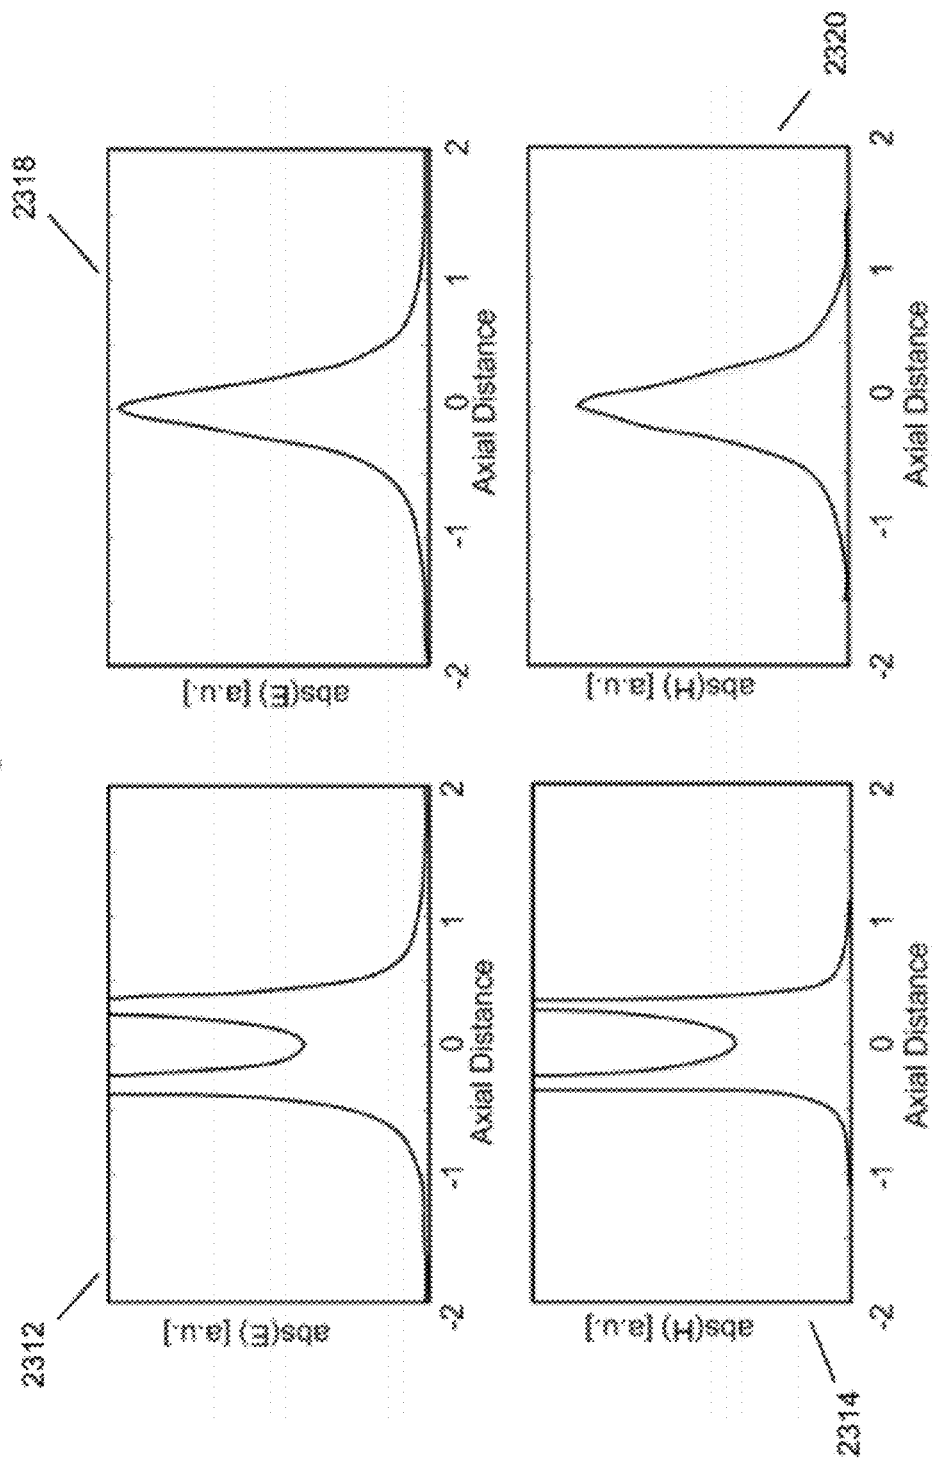 2312
2318
abs(E) [a.u.]
-2 -1 0 1 2
Axial Distance
abs(E) [a.u.]
-2 -1 0 1 2
Axial Distance
abs(H) [a.u.]
-2 -1 0 1 2
Axial Distance
abs(H) [a.u.]
-2 -1 0 1 2
Axial Distance
2314
2320